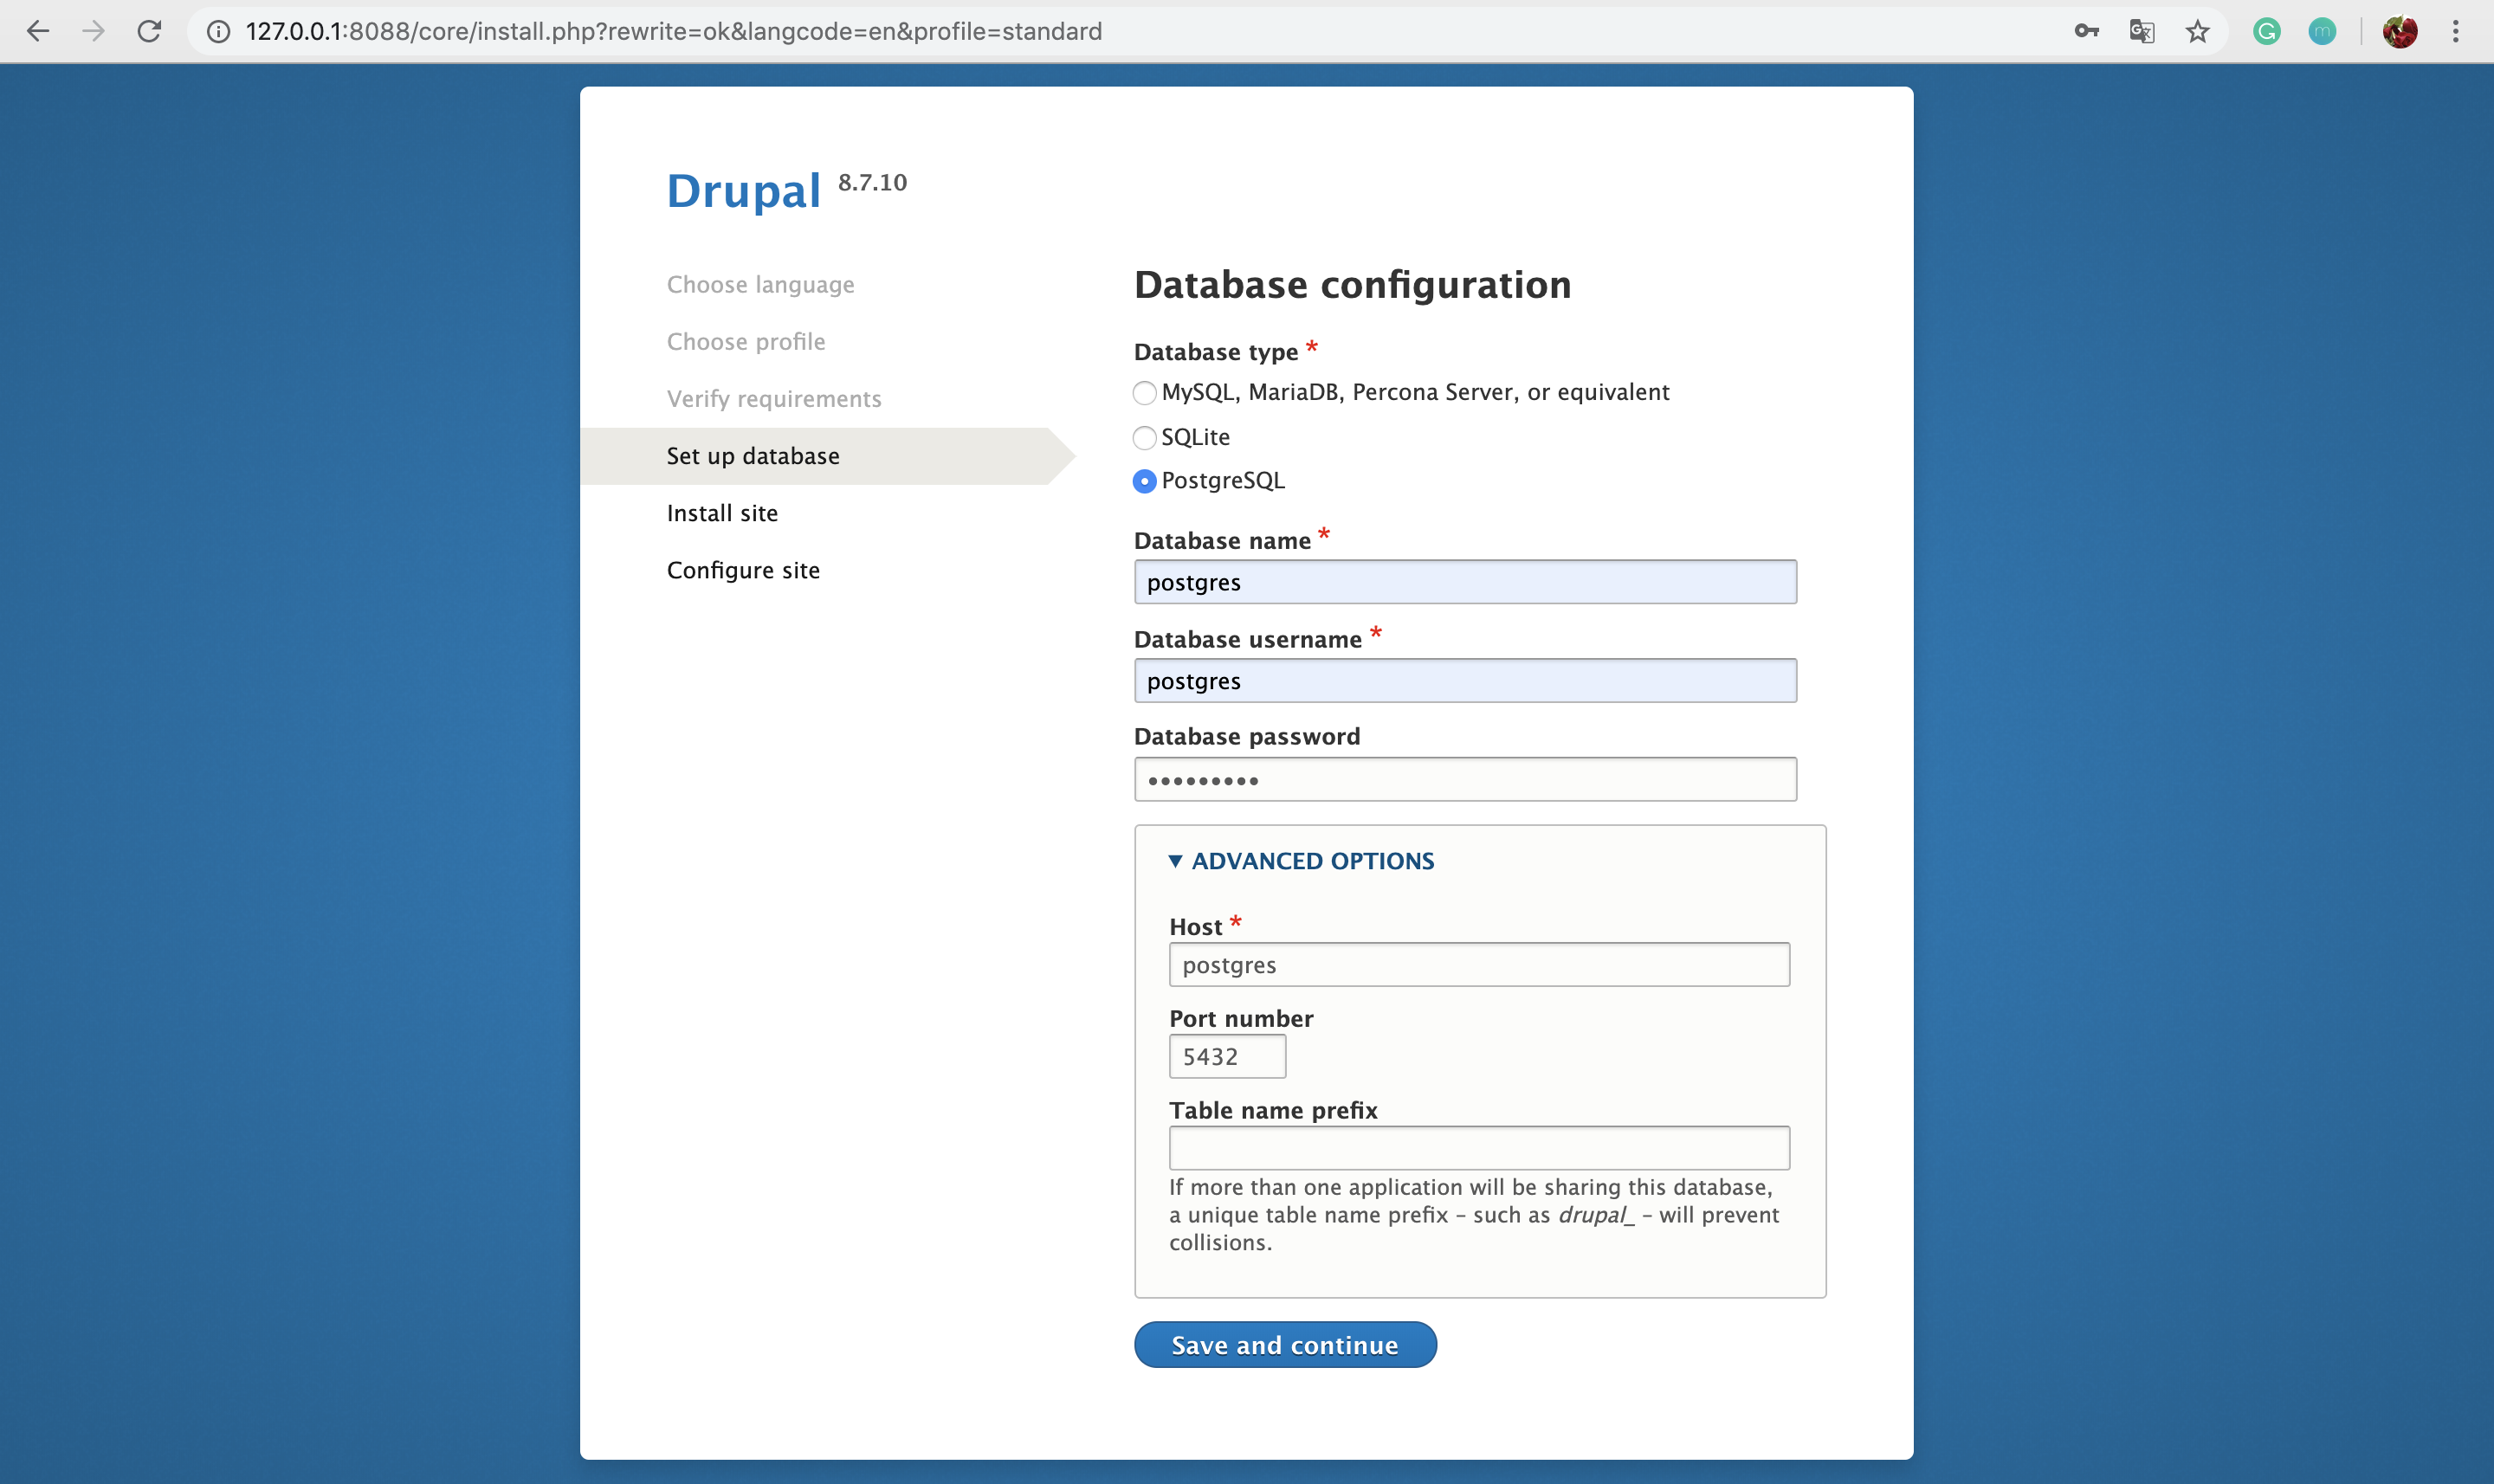 127.0.0.1:8088/core/install.php?rewrite=ok&langcode=en&profile=standard
Drupal 8.7.10
Choose language
Choose profile
Verify requirements
Set up database
Install site
Configure site
Database configuration
Database type *
MySQL, MariaDB, Percona Server, or equivalent
SQLite
PostgreSQL
Database name *
postgres
Database username *
postgres
Database password
•••••••••
▼ ADVANCED OPTIONS
Host *
postgres
Port number
5432
Table name prefix
If more than one application will be sharing this database,
a unique table name prefix – such as drupal_ – will prevent
collisions.
Save and continue